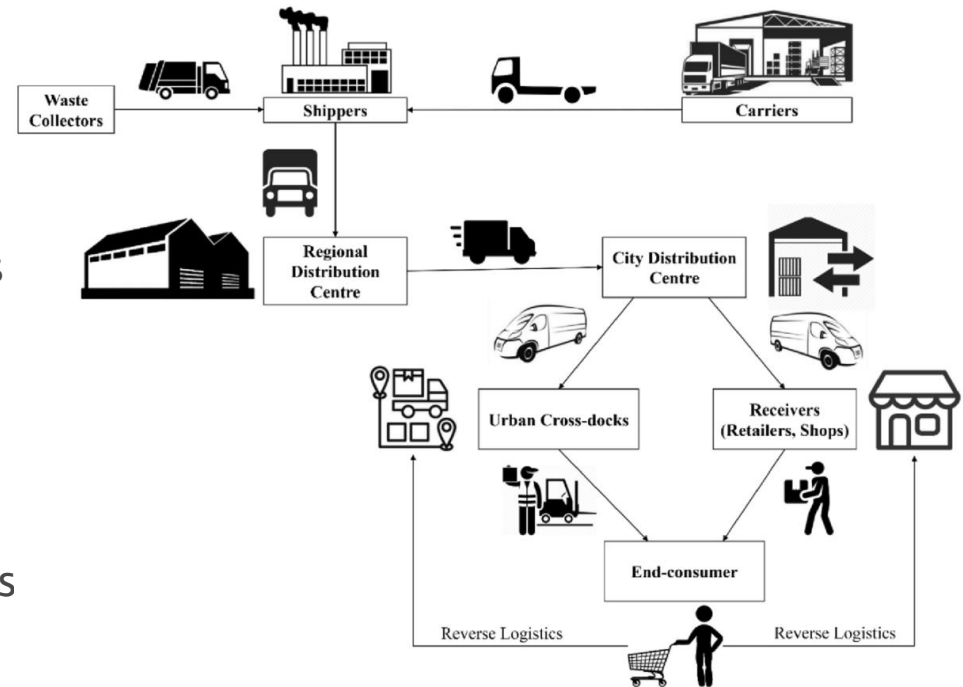 Waste
Collectors
Shippers
Carriers
s
Regional
Distribution
Centre
City Distribution
Centre
Urban Cross-docks
Receivers
(Retailers, Shops)
s
End-consumer
Reverse Logistics
Reverse Logistics